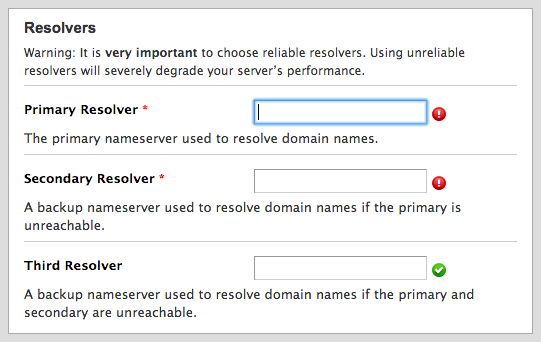 Resolvers
Warning: It is very important to choose reliable resolvers. Using unreliable
resolvers will severely degrade your server's performance.
Primary Resolver *
The primary nameserver used to resolve domain names.
Secondary Resolver *
A backup nameserver used to resolve domain names if the primary is
unreachable.
Third Resolver
A backup nameserver used to resolve domain names if the primary and
secondary are unreachable.